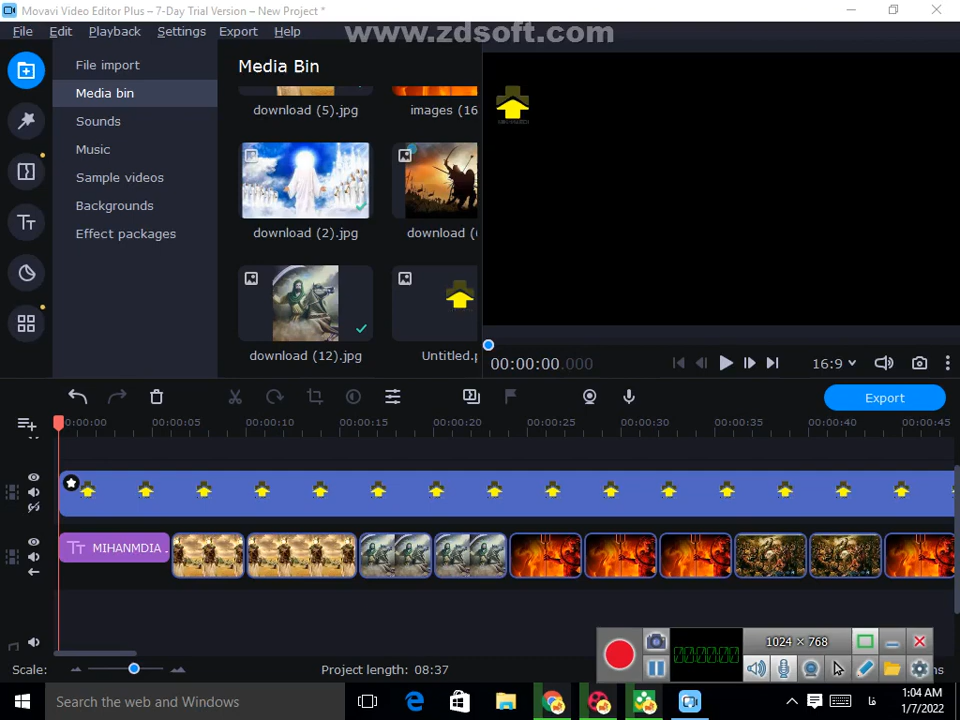 Movavi Video Editor Plus – 7-Day Trial Version – New Project *
File Edit Playback Settings Export Help
www.zdsoft.com
File import
Media bin
Sounds
Music
Sample videos
Backgrounds
Effect packages
Media Bin
download (5).jpg
images (16
download (2).jpg
download (
download (12).jpg
Untitled.p
00:00:00.000
16:9
Export
0:00:00 00:00:05 00:00:10 00:00:15 00:00:20 00:00:25 00:00:30 00:00:35 00:00:40 00:00:45
MIHANMDIA
Scale:
Project length: 08:37
1024 × 768
00:00:00
Search the web and Windows
فا
1:04 AM
1/7/2022